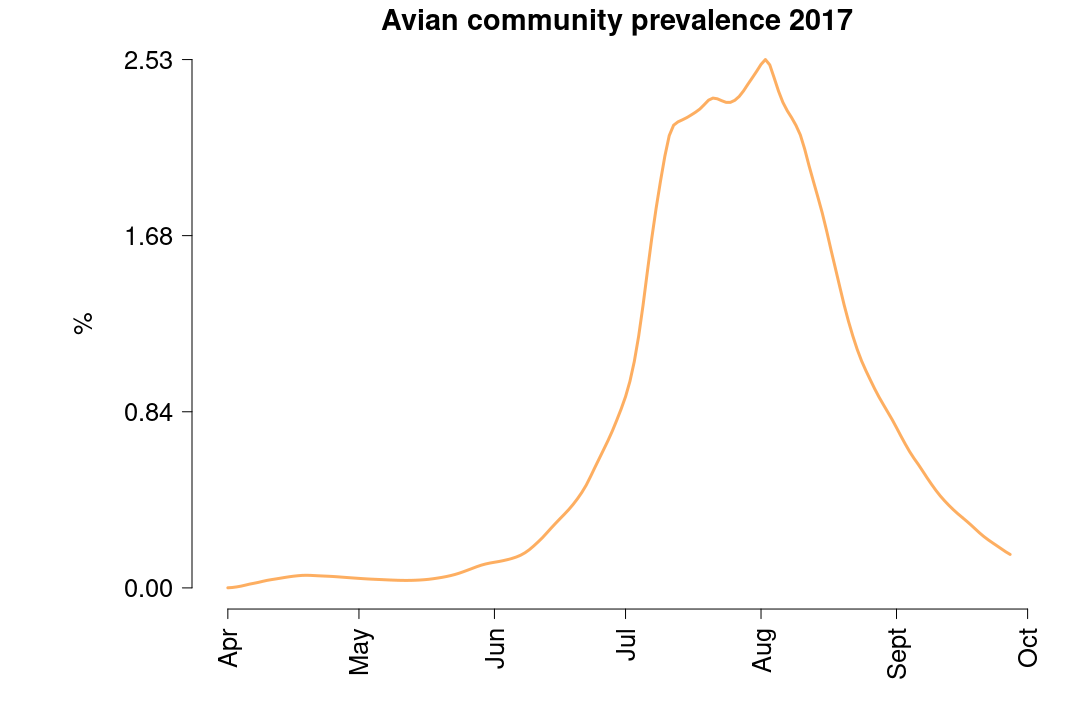 Avian community prevalence 2017
2.53
1.68
0.84
0.00
%
Apr
May
Jun
Jul
Aug
Sept
Oct